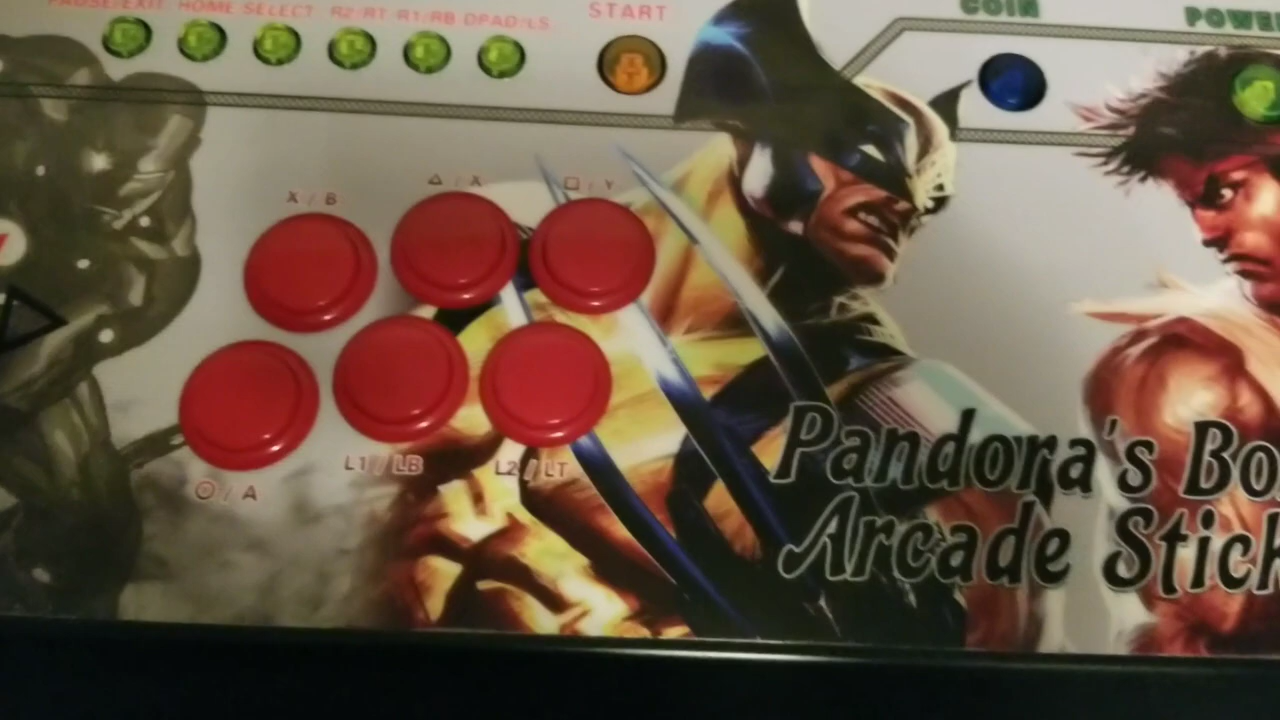 PAUSE/EXIT HOME SELECT R2/RT R1/RB DPAD/LS
START
COIN
POWER
X / B
△ / X
□ / Y
L1 / LB
L2 / LT
O / A
Pandora's Bo
Arcade Stick